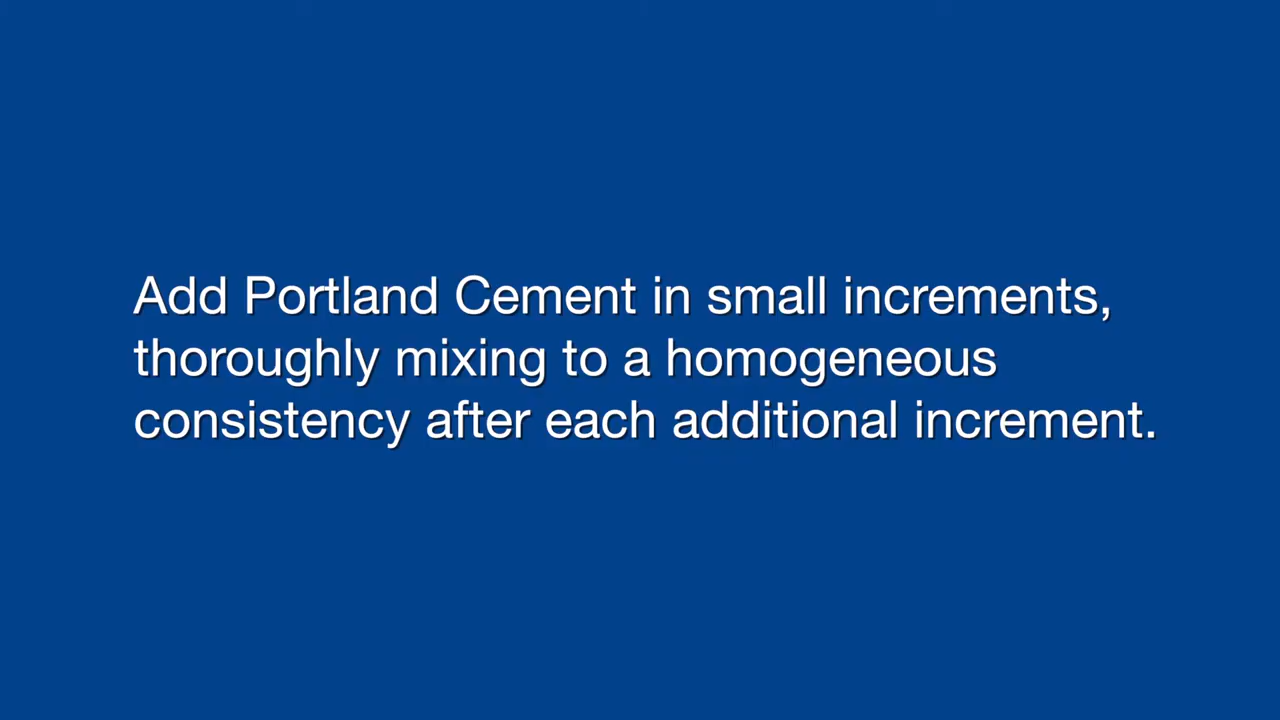 Add Portland Cement in small increments,
thoroughly mixing to a homogeneous
consistency after each additional increment.